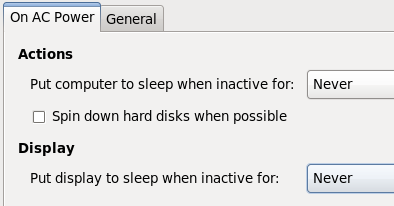 On AC Power General
Actions
Put computer to sleep when inactive for: Never
Spin down hard disks when possible
Display
Put display to sleep when inactive for: Never